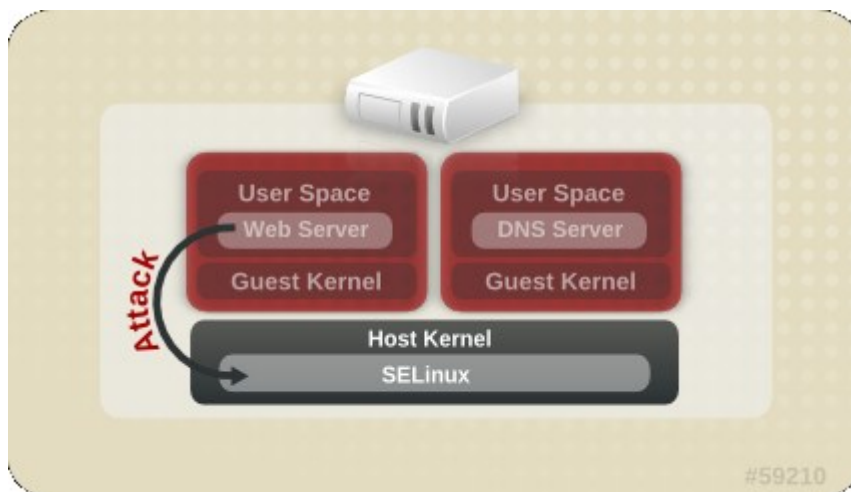 User Space
Web Server
Guest Kernel
User Space
DNS Server
Guest Kernel
Attack
Host Kernel
SELinux
#59210